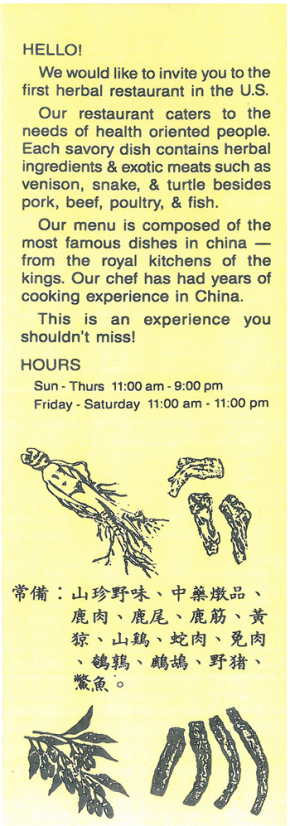 HELLO!
We would like to invite you to the
first herbal restaurant in the U.S.
Our restaurant caters to the
needs of health oriented people.
Each savory dish contains herbal
ingredients & exotic meats such as
venison, snake, & turtle besides
pork, beef, poultry, & fish.
Our menu is composed of the
most famous dishes in china —
from the royal kitchens of the
kings. Our chef has had years of
cooking experience in China.
This is an experience you
shouldn't miss!
HOURS
Sun - Thurs 11:00 am - 9:00 pm
Friday - Saturday 11:00 am - 11:00 pm
常備：山珍野味、中藥燉品、
鹿肉、鹿尾、鹿筋、黃
猄、山鷄、蛇肉、兔肉
、鵪鶉、鷓鴣、野猪、
鱉魚。